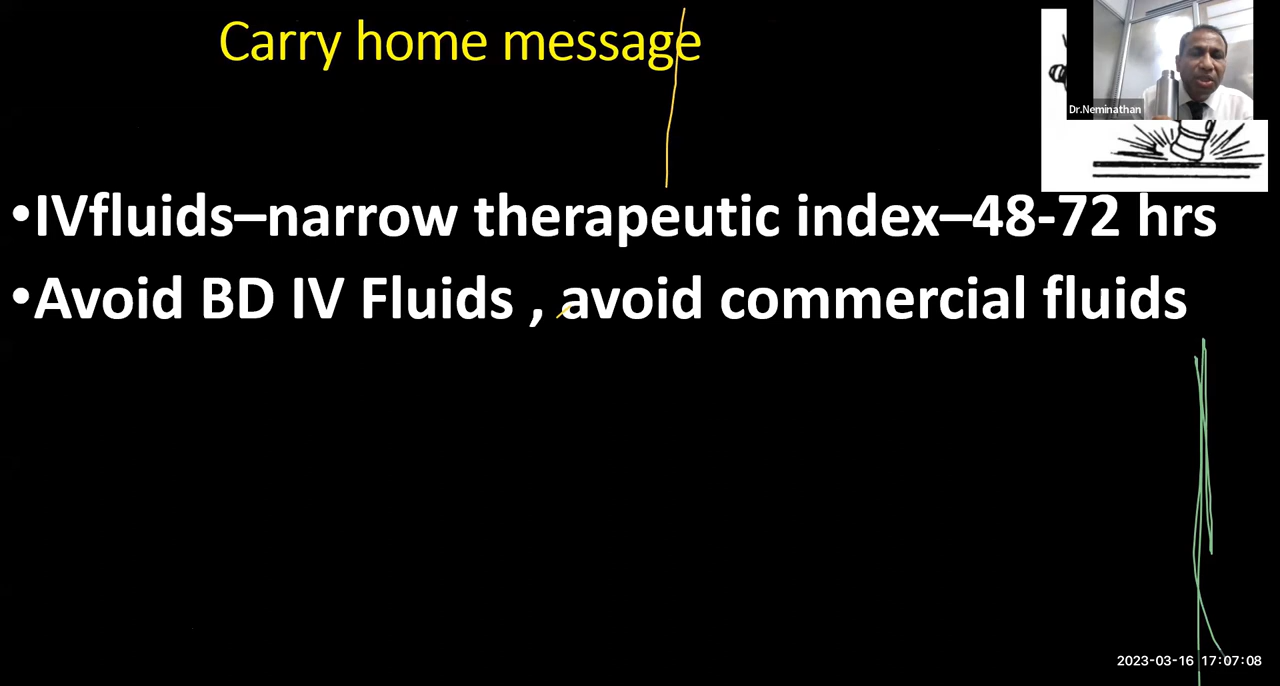 Carry home message
Dr.Neminathan
•IVfluids–narrow therapeutic index–48-72 hrs
•Avoid BD IV Fluids , avoid commercial fluids
2023-03-16 17:07:08